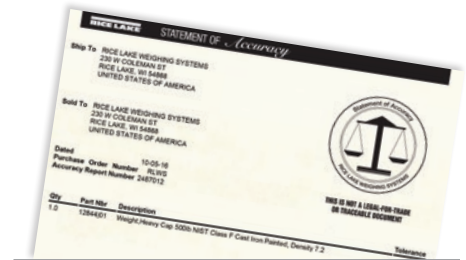 RICE LAKE
STATEMENT OF Accuracy
Ship To RICE LAKE WEIGHING SYSTEMS
230 W COLEMAN ST
RICE LAKE, WI 54868
UNITED STATES OF AMERICA
Sold To RICE LAKE WEIGHING SYSTEMS
230 W COLEMAN ST
RICE LAKE, WI 54868
UNITED STATES OF AMERICA
Dated 10-05-16
Purchase Order Number RLWS
Accuracy Report Number 2487012
Statement of Accuracy
RICE LAKE WEIGHING SYSTEMS
THIS IS NOT A LEGAL-FOR-TRADE
OR TRACEABLE DOCUMENT
Qty Part Nbr Description Tolerance
1.0 12844J01 Weight,Heavy Cap 500lb NIST Class F Cast Iron Painted, Density 7.2